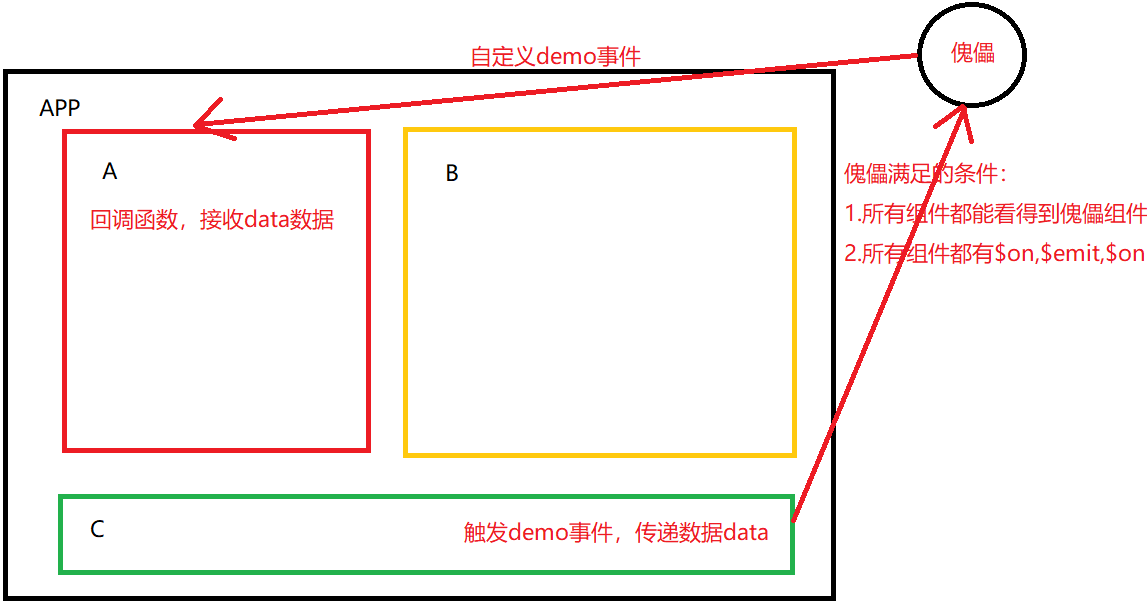 自定义demo事件
傀儡
APP
A
B
回调函数，接收data数据
傀儡满足的条件：
1.所有组件都能看得到傀儡组件
2.所有组件都有$on,$emit,$on
C
触发demo事件，传递数据data